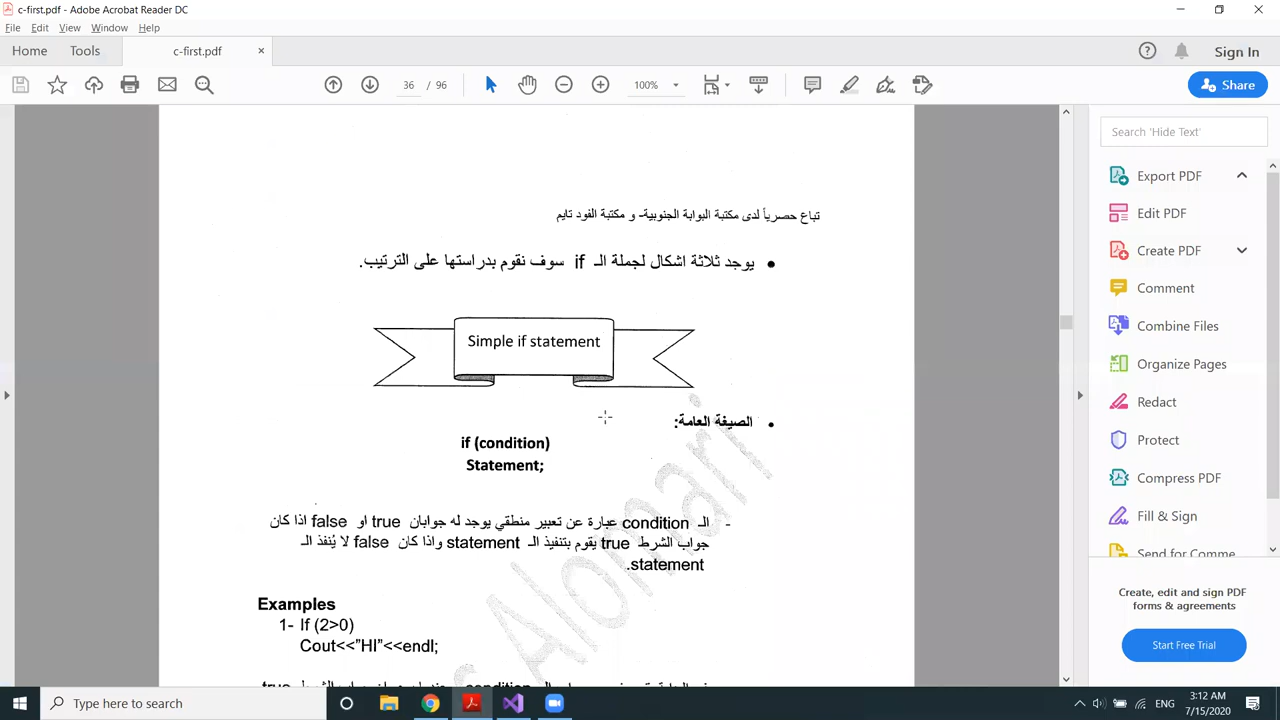 c-first.pdf - Adobe Acrobat Reader DC
File Edit View Window Help
Home Tools c-first.pdf × Sign In
36 / 96 100% Share
Search 'Hide Text'
تباع حصرياً لدى مكتبة البوابة الجنوبية- و مكتبة الفود تايم
• يوجد ثلاثة اشكال لجملة الـ if سوف نقوم بدراستها على الترتيب.
Simple if statement
• الصيغة العامة:
if (condition)
Statement;
- الـ condition عبارة عن تعبير منطقي يوجد له جوابان true او false اذا كان
جواب الشرط true يقوم بتنفيذ الـ statement واذا كان false لا يُنفذ الـ
statement.
Examples
1- If (2>0)
Cout<<"HI"<<endl;
Alomari
Export PDF
Edit PDF
Create PDF
Comment
Combine Files
Organize Pages
Redact
Protect
Compress PDF
Fill & Sign
Send for Comme
Create, edit and sign PDF
forms & agreements
Start Free Trial
Type here to search
ENG
3:12 AM
7/15/2020